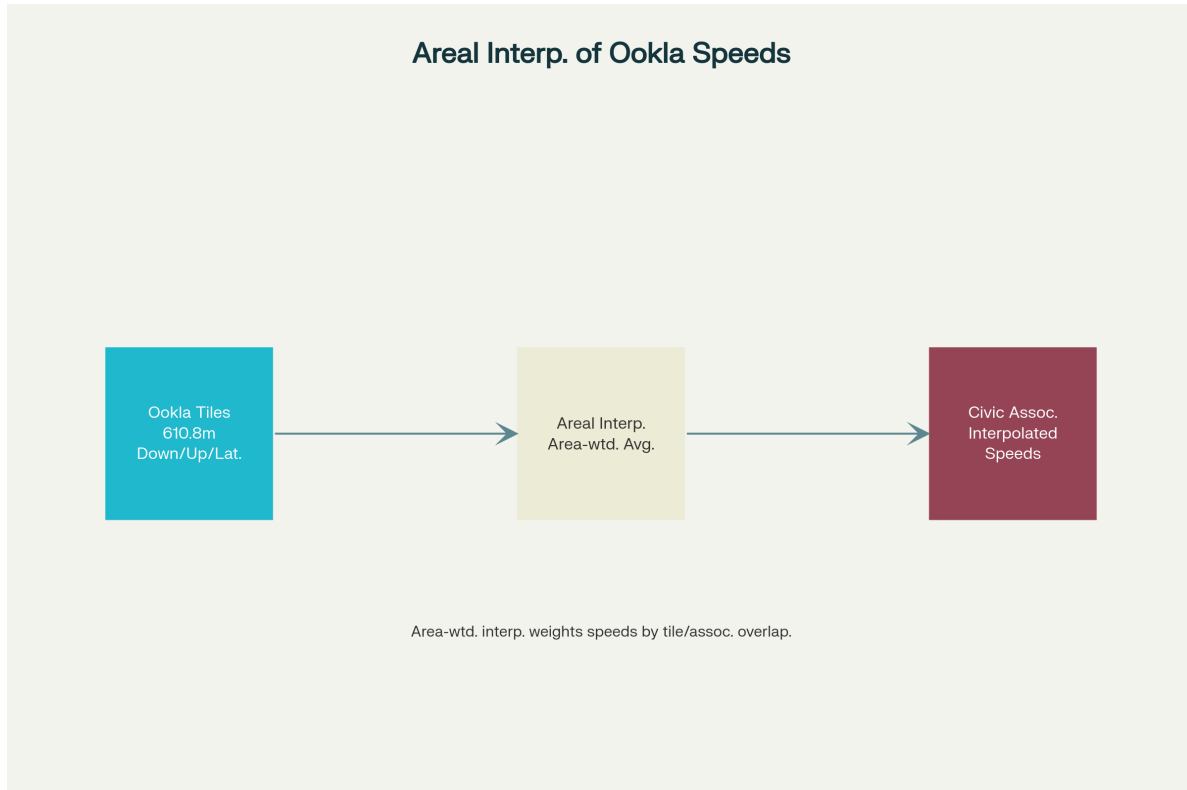 Areal Interp. of Ookla Speeds
Ookla Tiles
610.8m
Down/Up/Lat.
Areal Interp.
Area-wtd. Avg.
Civic Assoc.
Interpolated
Speeds
Area-wtd. interp. weights speeds by tile/assoc. overlap.